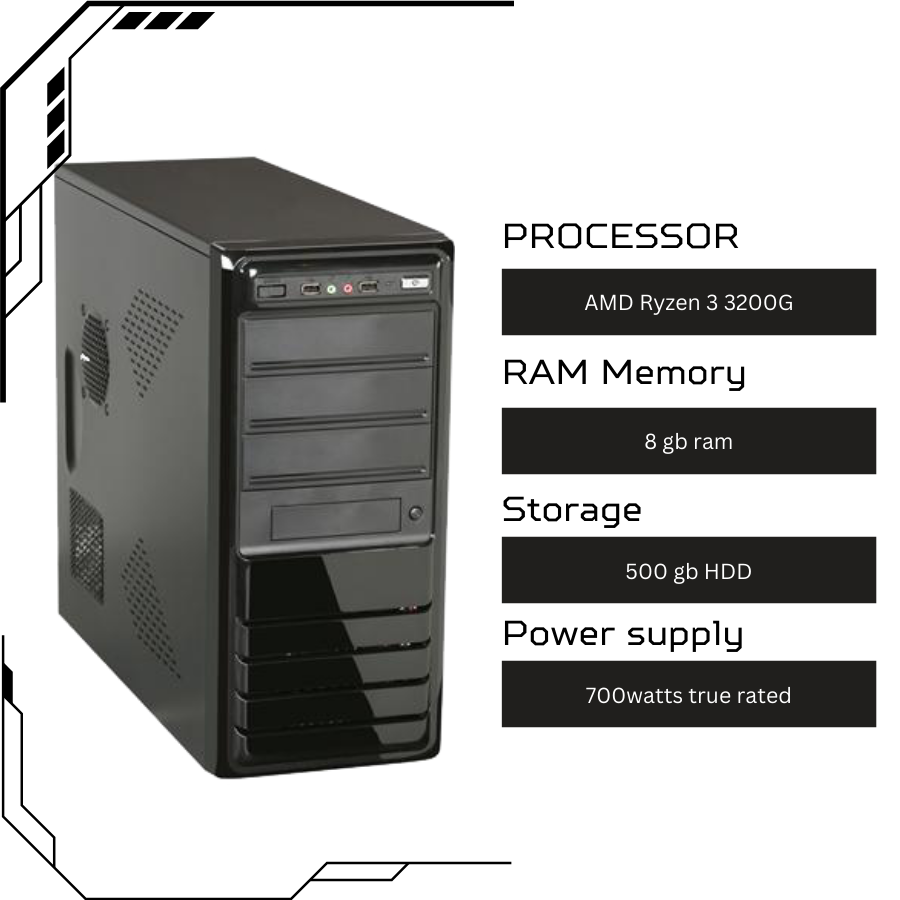 PROCESSOR
AMD Ryzen 3 3200G
RAM Memory
8 gb ram
Storage
500 gb HDD
Power supply
700watts true rated